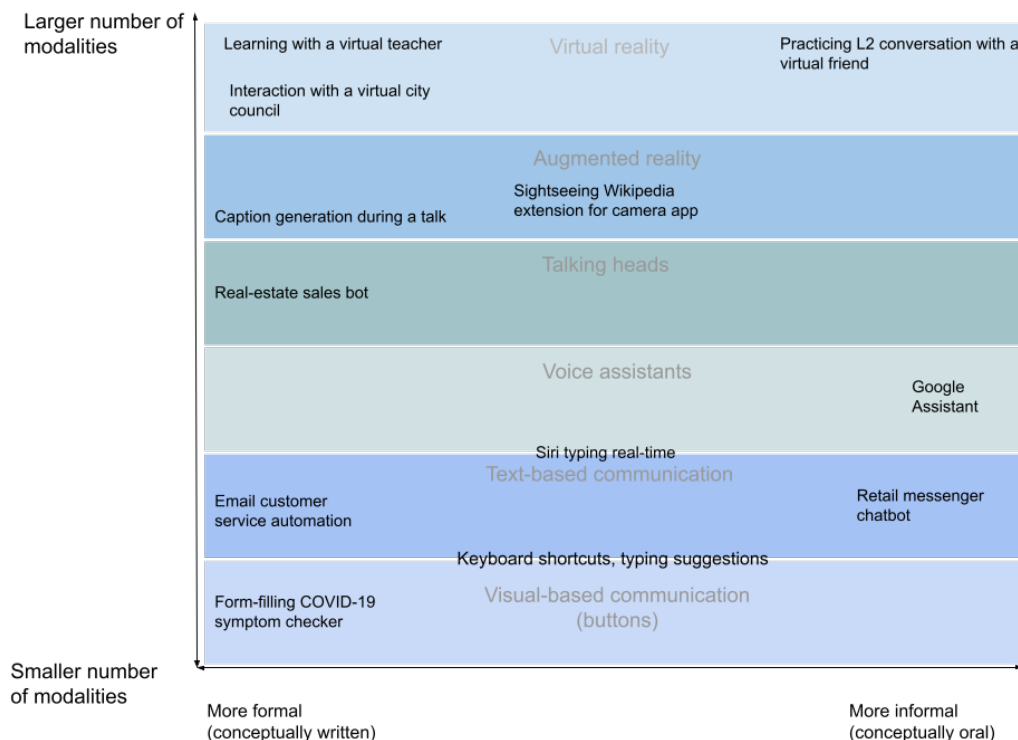 Larger number of
modalities
Learning with a virtual teacher
Virtual reality
Practicing L2 conversation with a
virtual friend
Interaction with a virtual city
council
Augmented reality
Sightseeing Wikipedia
extension for camera app
Caption generation during a talk
Talking heads
Real-estate sales bot
Voice assistants
Google
Assistant
Siri typing real-time
Text-based communication
Email customer
service automation
Retail messenger
chatbot
Keyboard shortcuts, typing suggestions
Visual-based communication
(buttons)
Form-filling COVID-19
symptom checker
Smaller number
of modalities
More formal
(conceptually written)
More informal
(conceptually oral)